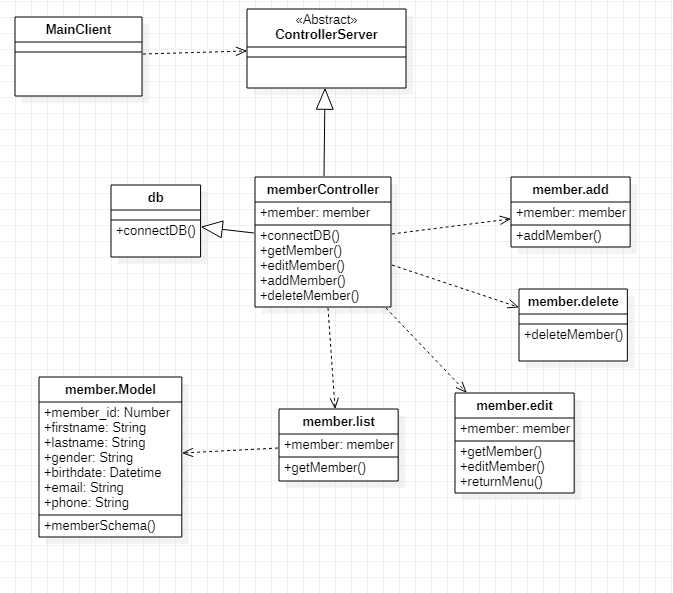 MainClient
«Abstract»
ControllerServer
db
+connectDB()
memberController
+member: member
+connectDB()
+getMember()
+editMember()
+addMember()
+deleteMember()
member.add
+member: member
+addMember()
member.delete
+deleteMember()
member.Model
+member_id: Number
+firstname: String
+lastname: String
+gender: String
+birthdate: Datetime
+email: String
+phone: String
+memberSchema()
member.list
+member: member
+getMember()
member.edit
+member: member
+getMember()
+editMember()
+returnMenu()